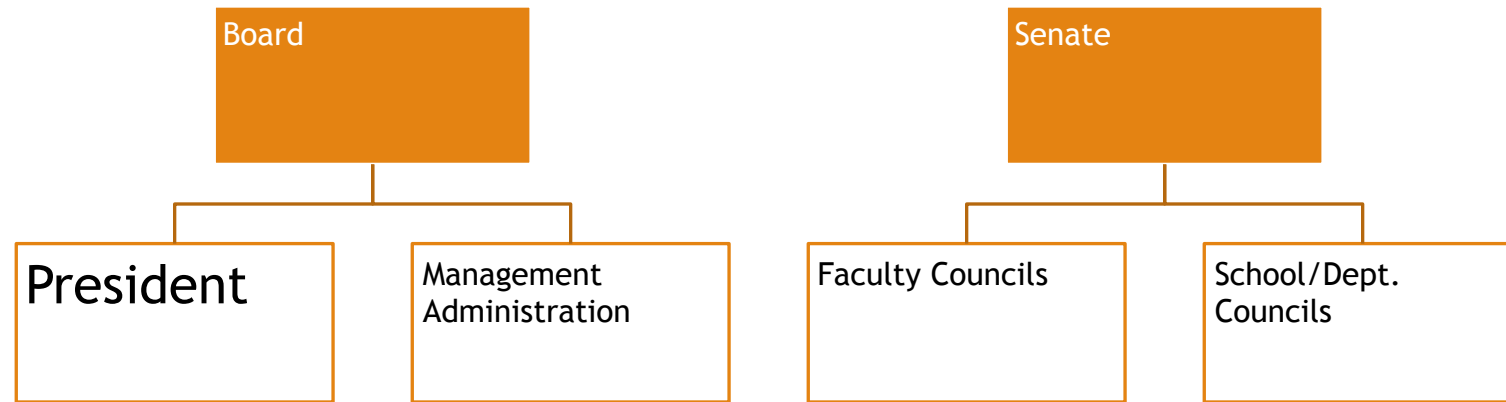 Board
Senate
President
Management
Administration
Faculty Councils
School/Dept.
Councils